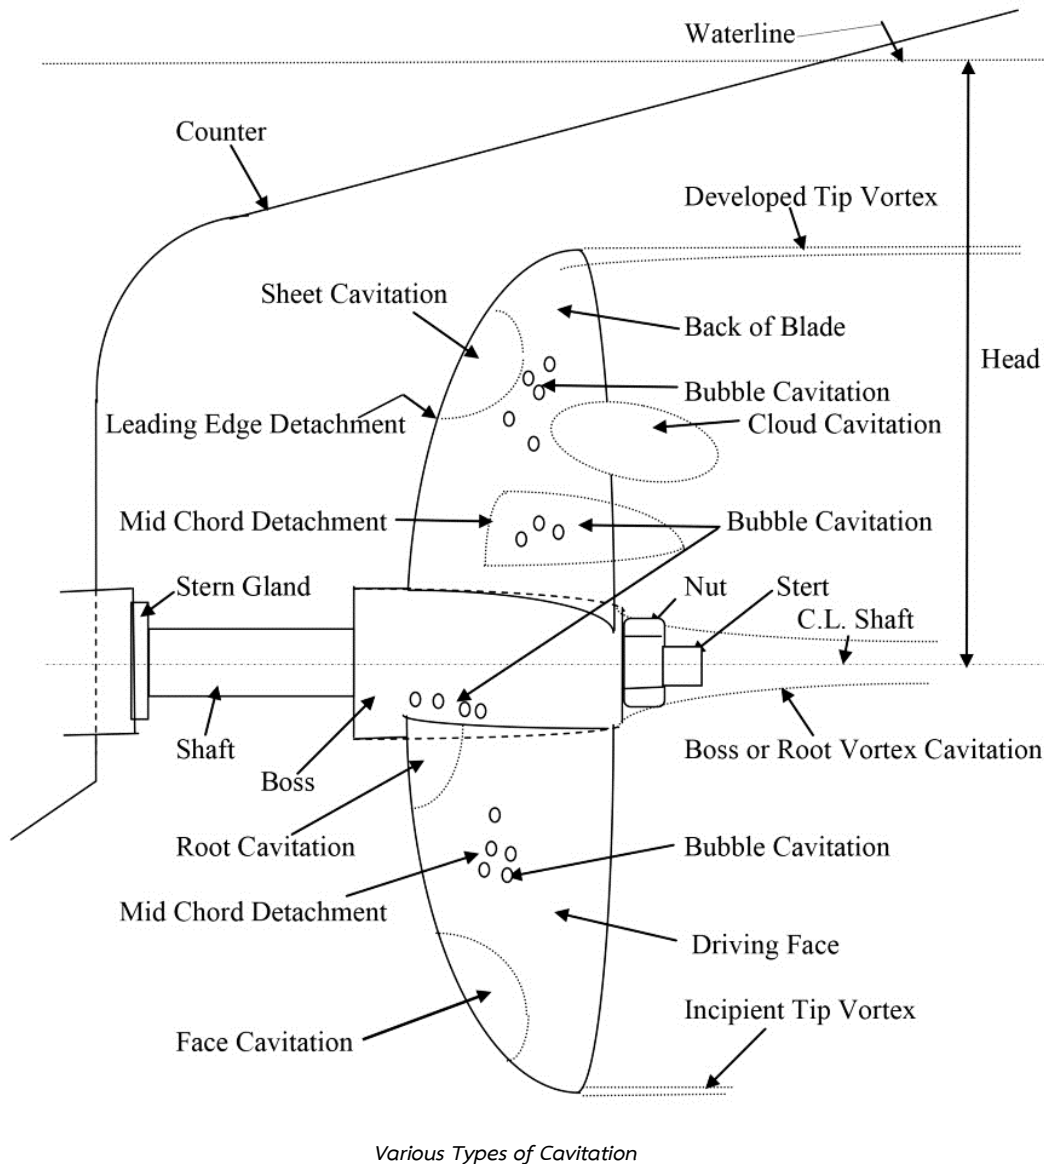 Waterline
Counter
Developed Tip Vortex
Sheet Cavitation
Back of Blade
Head
Bubble Cavitation
Leading Edge Detachment
Cloud Cavitation
Mid Chord Detachment
Bubble Cavitation
Stern Gland
Nut
Stert
C.L. Shaft
Shaft
Boss
Boss or Root Vortex Cavitation
Root Cavitation
Bubble Cavitation
Mid Chord Detachment
Driving Face
Incipient Tip Vortex
Face Cavitation
Various Types of Cavitation